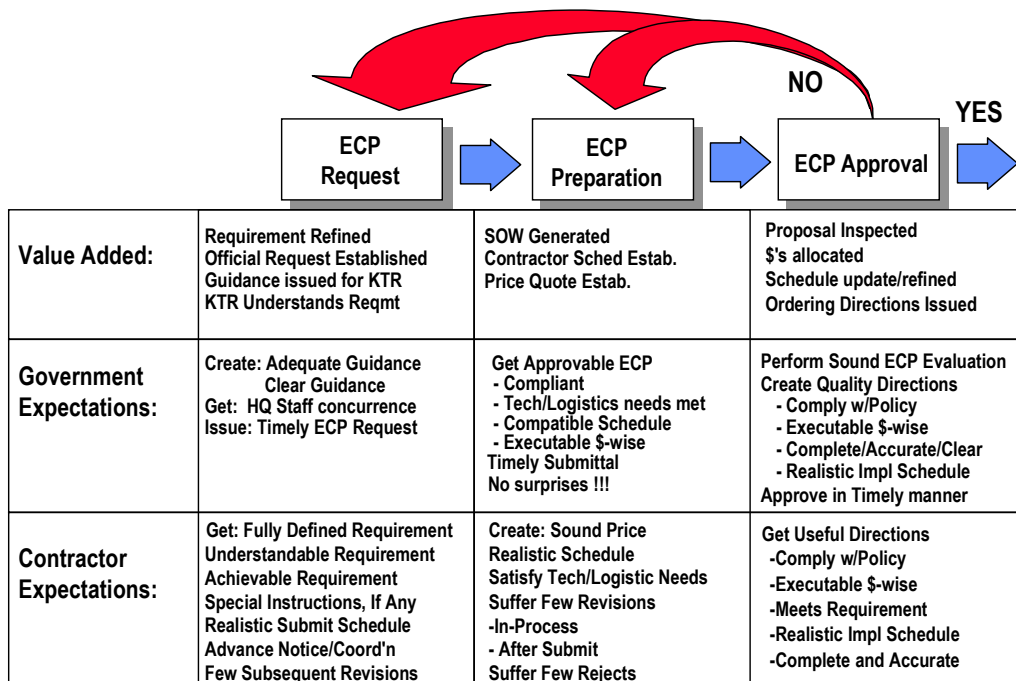 NO
YES
ECP
Request
ECP
Preparation
ECP Approval
Value Added:
Requirement Refined
Official Request Established
Guidance issued for KTR
KTR Understands Reqmt
SOW Generated
Contractor Sched Estab.
Price Quote Estab.
Proposal Inspected
$'s allocated
Schedule update/refined
Ordering Directions Issued
Government
Expectations:
Create: Adequate Guidance
Clear Guidance
Get: HQ Staff concurrence
Issue: Timely ECP Request
Get Approvable ECP
- Compliant
- Tech/Logistics needs met
- Compatible Schedule
- Executable $-wise
Timely Submittal
No surprises !!!
Perform Sound ECP Evaluation
Create Quality Directions
- Comply w/Policy
- Executable $-wise
- Complete/Accurate/Clear
- Realistic Impl Schedule
Approve in Timely manner
Contractor
Expectations:
Get: Fully Defined Requirement
Understandable Requirement
Achievable Requirement
Special Instructions, If Any
Realistic Submit Schedule
Advance Notice/Coord'n
Few Subsequent Revisions
Create: Sound Price
Realistic Schedule
Satisfy Tech/Logistic Needs
Suffer Few Revisions
-In-Process
- After Submit
Suffer Few Rejects
Get Useful Directions
-Comply w/Policy
-Executable $-wise
-Meets Requirement
-Realistic Impl Schedule
-Complete and Accurate